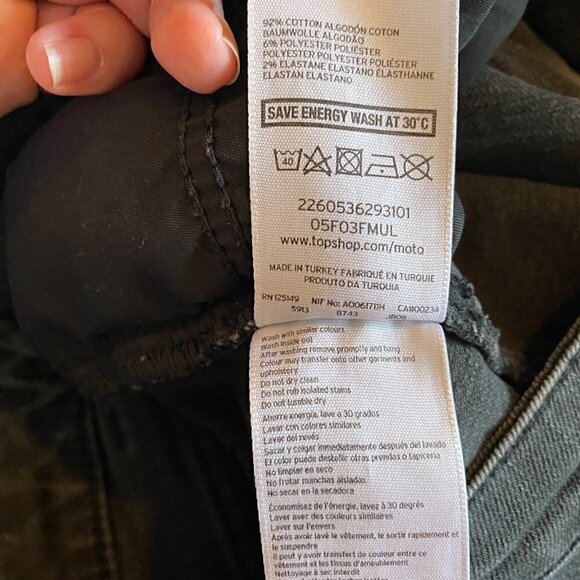 92% COTTON ALGODÓN COTON
BAUMWOLLE ALGODÃO
6% POLYESTER POLIÉSTER
POLYESTER POLYESTER POLIÉSTER
2% ELASTANE ELASTANO ÉLASTHANNE
ELASTAN ELASTANO
SAVE ENERGY WASH AT 30°C
40
2260536293101
05F03FMUL
www.topshop.com/moto
MADE IN TURKEY FABRIQUÉ EN TURQUIE
PRODUTO DA TURQUIA
RN125149 NIF No: A0061711H CA1100234
5913 8743 JB08
Wash with similar colours
Wash inside out
After washing remove promptly and hang
Colour may transfer onto other garments and
upholstery
Do not dry clean
Do not rub isolated stains
Do not tumble dry
Ahorre energía, lave a 30 grados
Lavar con colores similares
Lavar del revés
Sacar y colgar inmediatamente después del lavado
El color puede desteñir otras prendas o tapicería
No limpiar en seco
No frotar manchas aisladas
No secar en la secadora
Économisez de l'énergie, lavez à 30 degrés
Laver avec des couleurs similaires
Laver sur l'envers
Après avoir lavé le vêtement, le sortir rapidement et
le suspendre
Il peut y avoir transfert de couleur entre le
vêtement et les tissus d'ameublement
Nettoyage à sec interdit